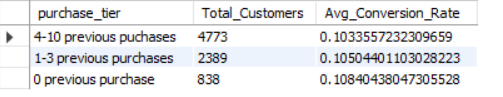 purchase_tier Total_Customers Avg_Conversion_Rate
4-10 previous puchases 4773 0.1033557232309659
1-3 previous purchases 2389 0.10504401103028223
0 previous purchase 838 0.10840438047305528